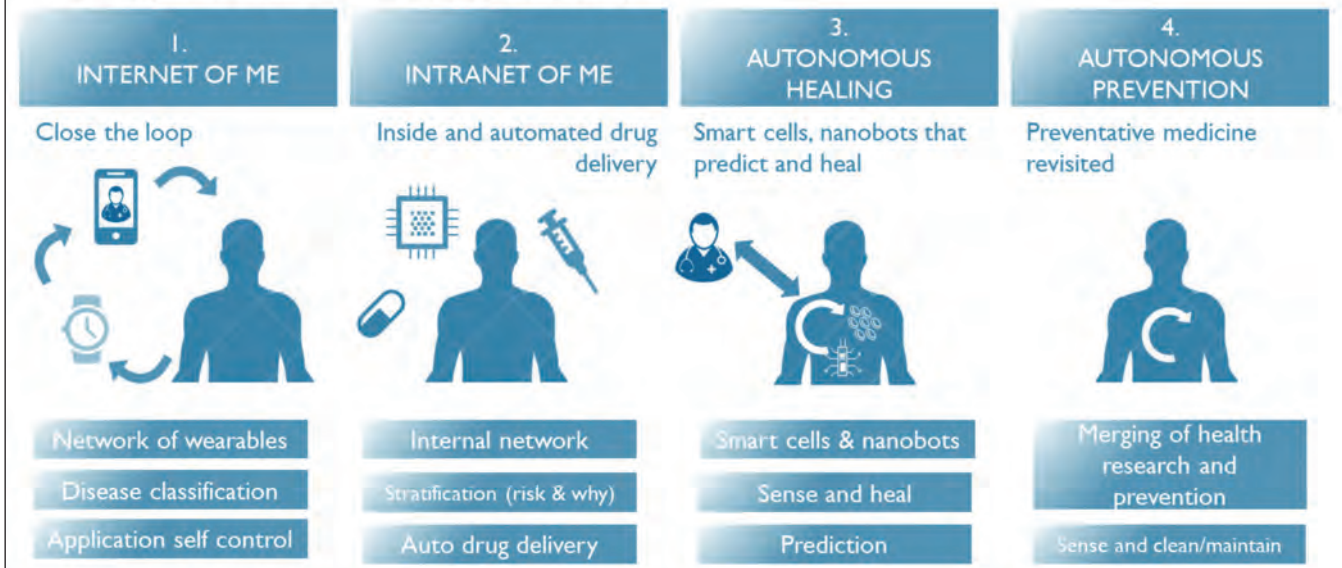 1.
INTERNET OF ME
Close the loop
Network of wearables
Disease classification
Application self control
2.
INTRANET OF ME
Inside and automated drug
delivery
Internal network
Stratification (risk & why)
Auto drug delivery
3.
AUTONOMOUS
HEALING
Smart cells, nanobots that
predict and heal
Smart cells & nanobots
Sense and heal
Prediction
4.
AUTONOMOUS
PREVENTION
Preventative medicine
revisited
Merging of health
research and
prevention
Sense and clean/maintain